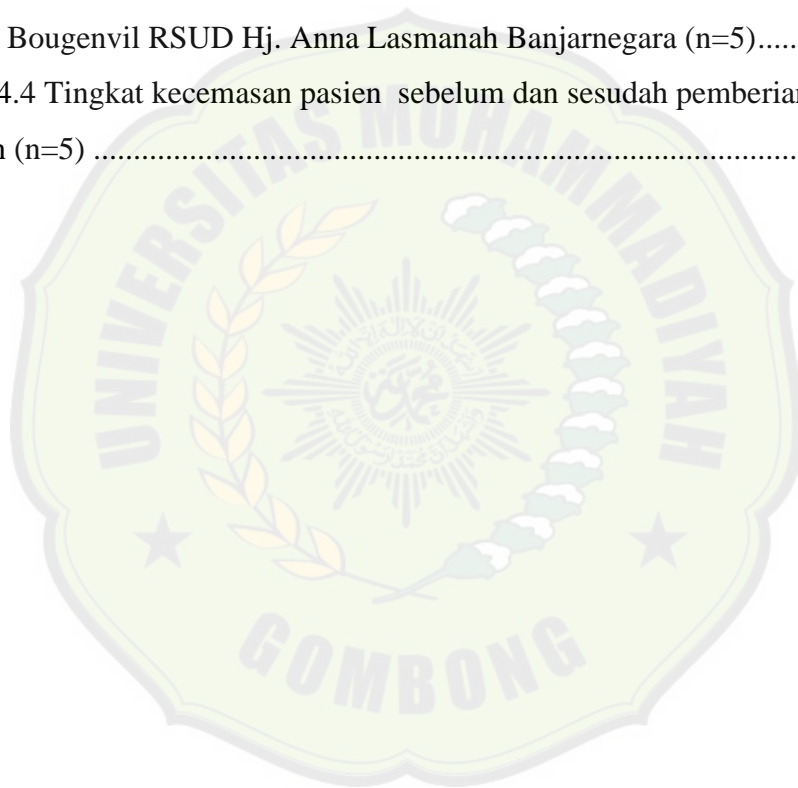 Bougenvil RSUD Hj. Anna Lasmanah Banjarnegara (n=5).....
4.4 Tingkat kecemasan pasien sebelum dan sesudah pemberian
(n=5) ........................................................................................
UNIVERSITAS MUHAMMADIYAH
GOMBONG